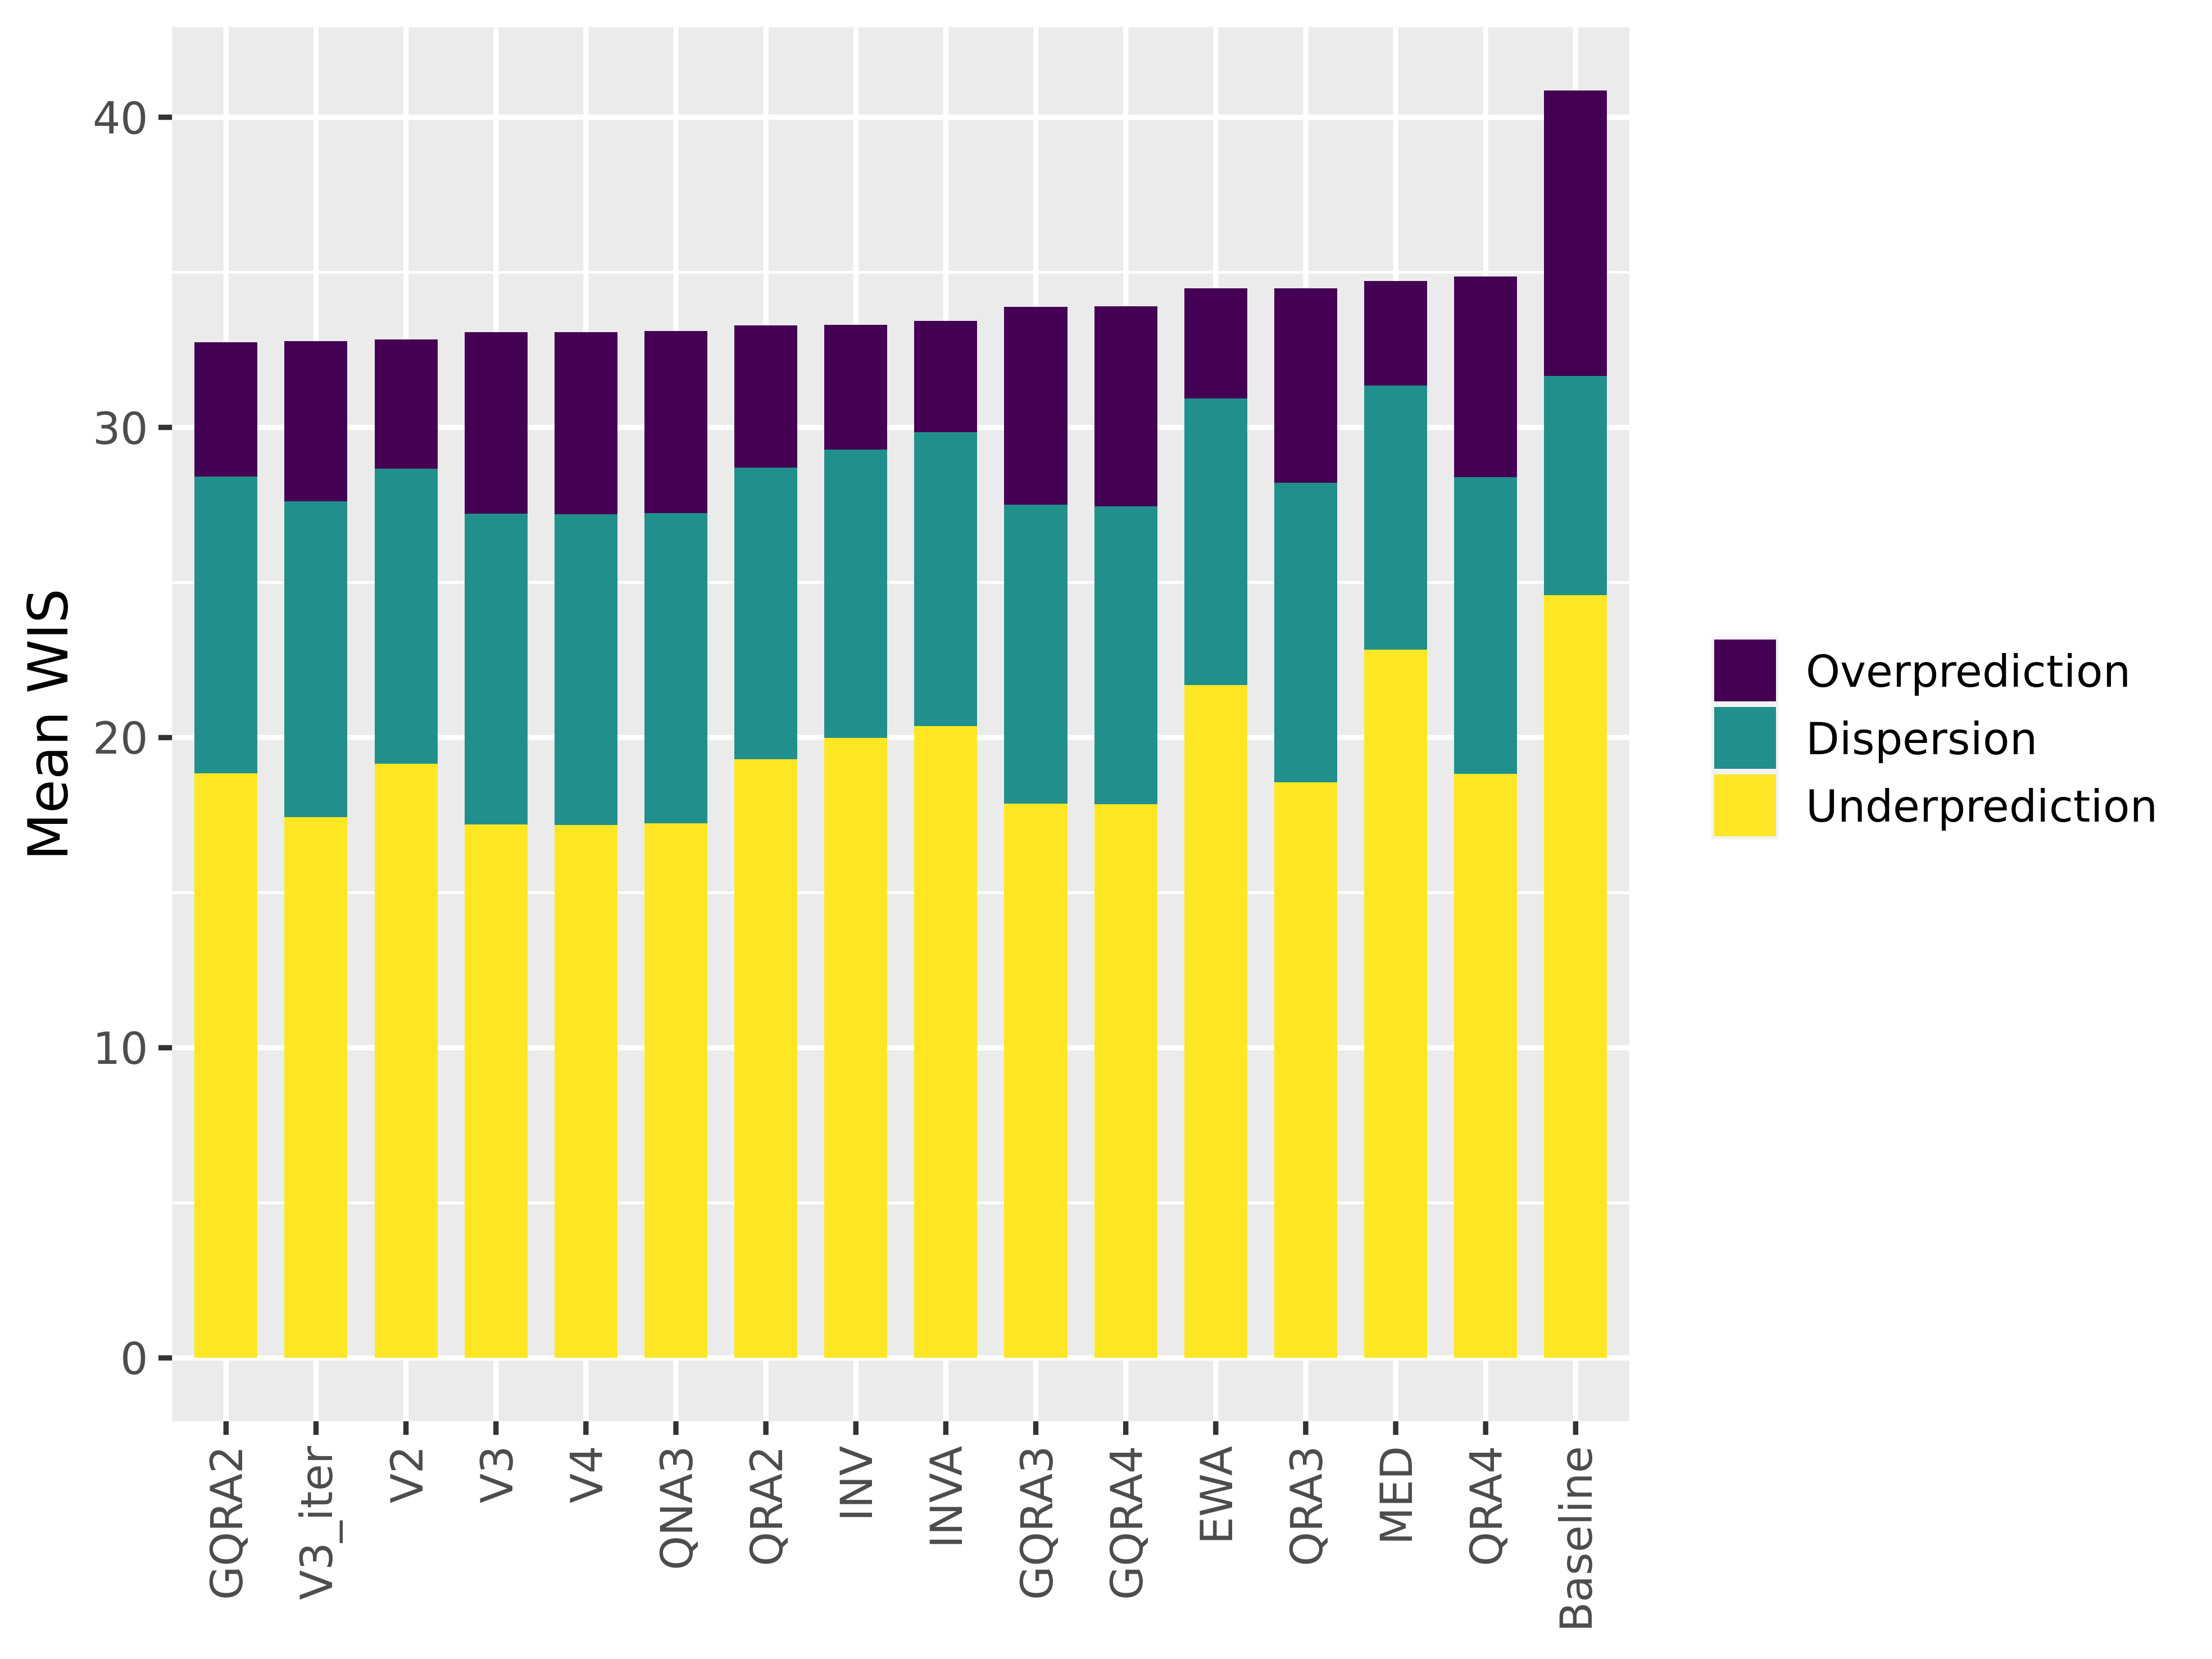 Mean WIS
40
30
20
10
0
GQRA2
V3_iter
V2
V3
V4
QNA3
QRA2
INV
INVA
GQRA3
GQRA4
EWA
QRA3
MED
QRA4
Baseline
Overprediction
Dispersion
Underprediction